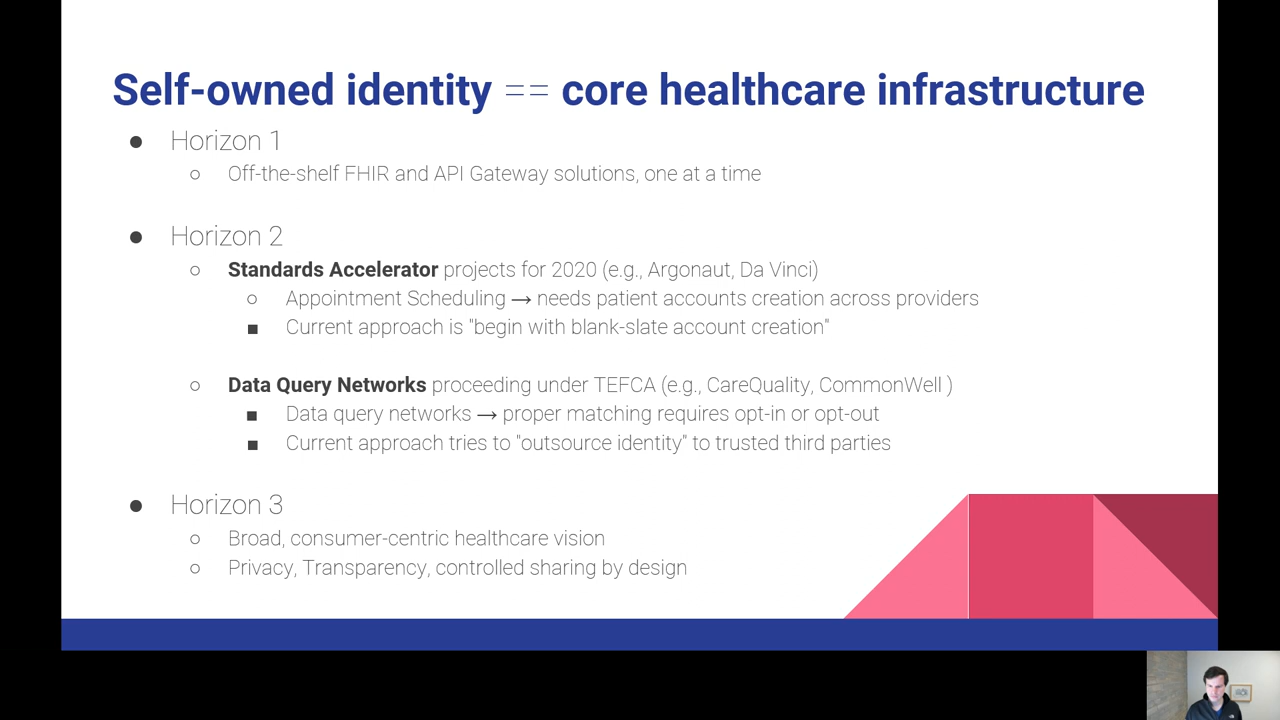 Self-owned identity == core healthcare infrastructure
● Horizon 1
○ Off-the-shelf FHIR and API Gateway solutions, one at a time
● Horizon 2
○ Standards Accelerator projects for 2020 (e.g., Argonaut, Da Vinci)
○ Appointment Scheduling → needs patient accounts creation across providers
■ Current approach is "begin with blank-slate account creation"
○ Data Query Networks proceeding under TEFCA (e.g., CareQuality, CommonWell )
■ Data query networks → proper matching requires opt-in or opt-out
■ Current approach tries to "outsource identity" to trusted third parties
● Horizon 3
○ Broad, consumer-centric healthcare vision
○ Privacy, Transparency, controlled sharing by design